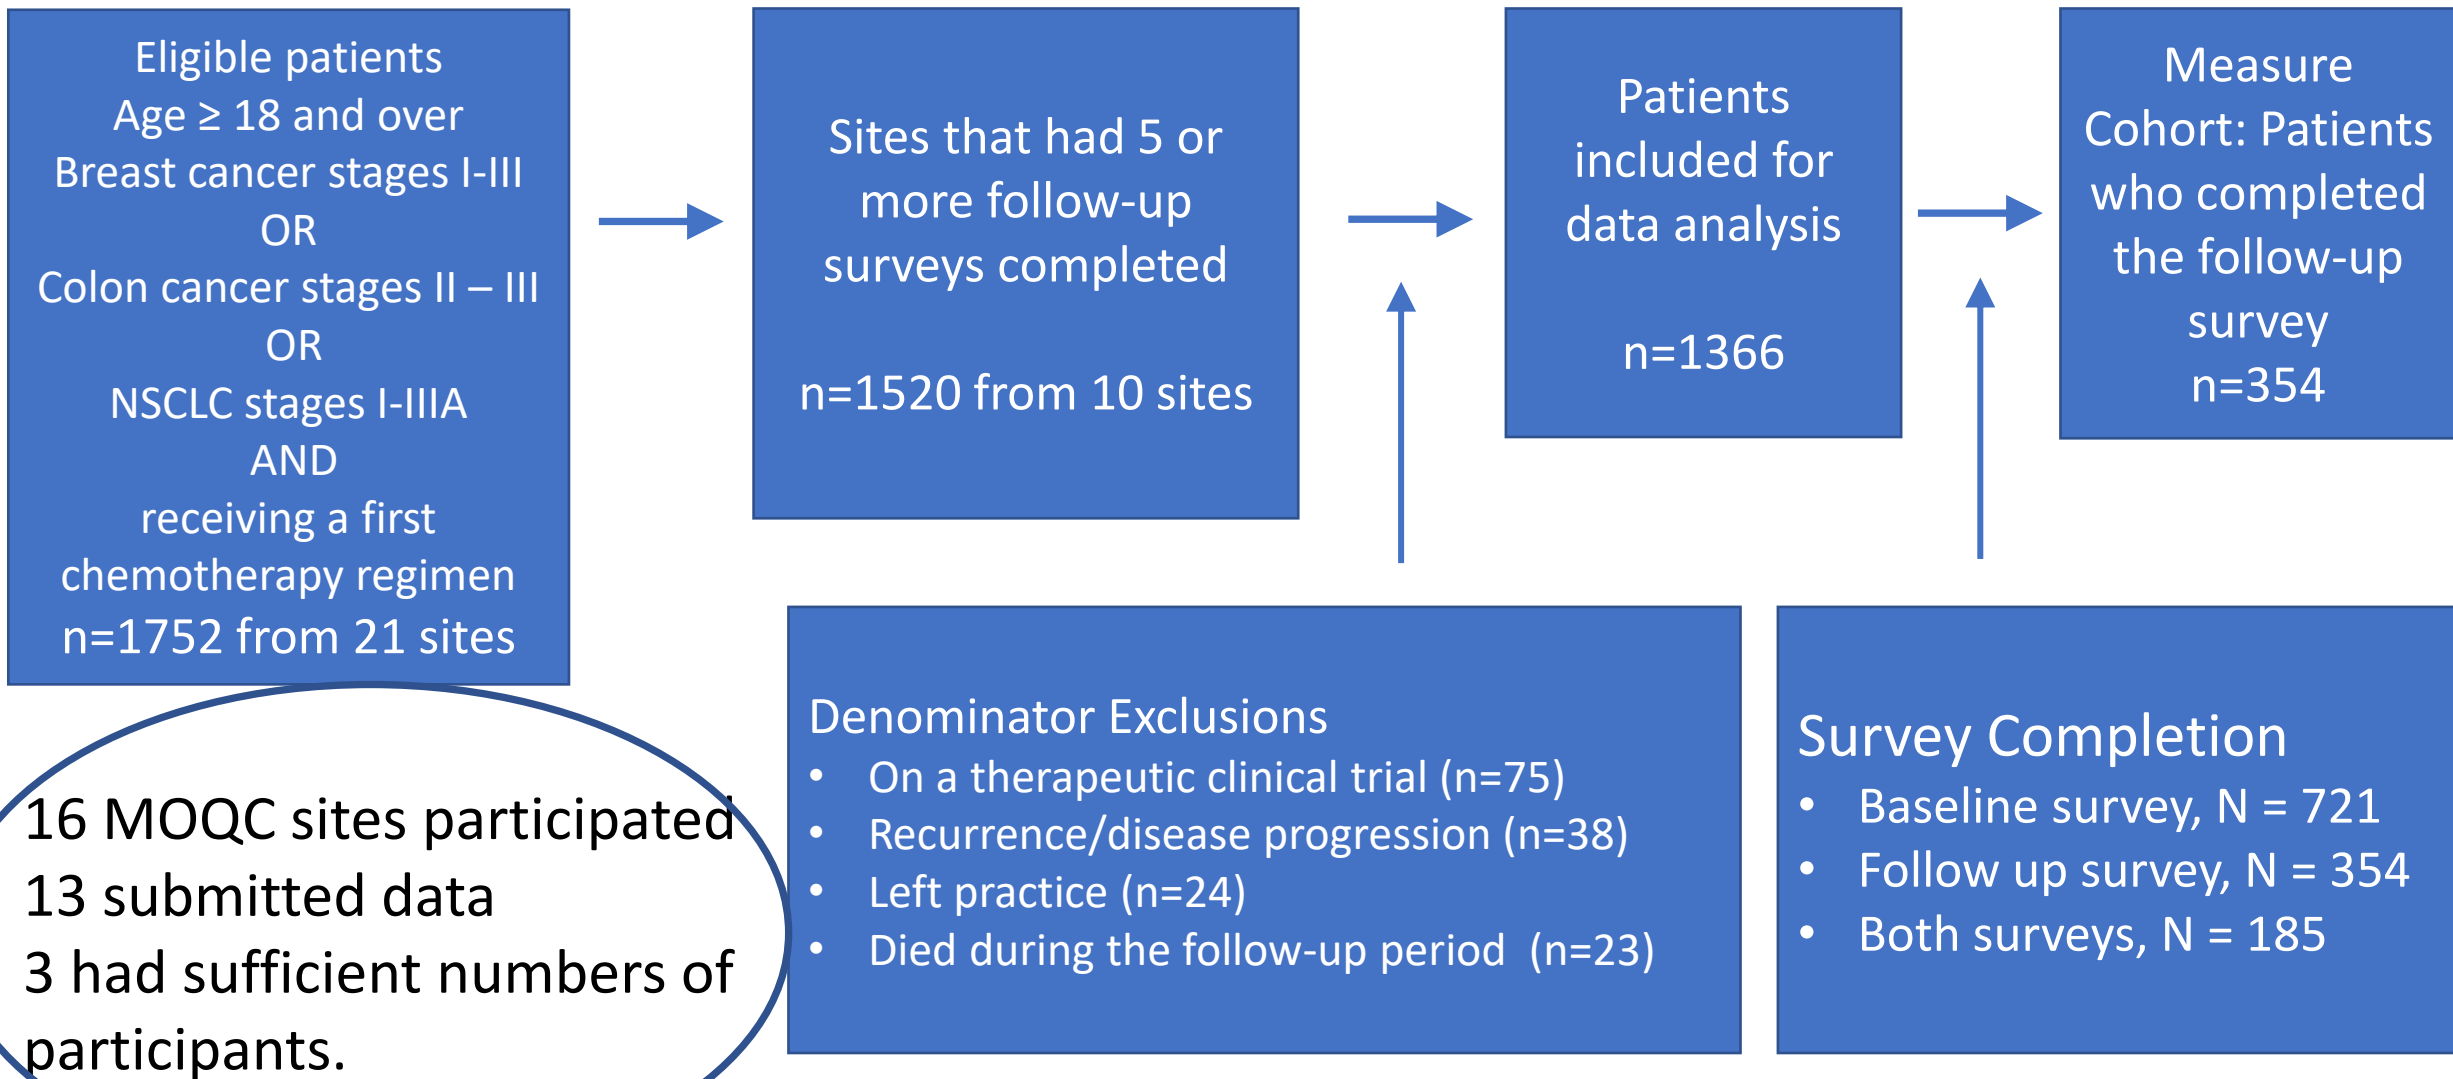 Eligible patients
Age ≥ 18 and over
Breast cancer stages I-III
OR
Colon cancer stages II – III
OR
NSCLC stages I-IIIA
AND
receiving a first
chemotherapy regimen
n=1752 from 21 sites
Sites that had 5 or
more follow-up
surveys completed
n=1520 from 10 sites
Patients
included for
data analysis
n=1366
Measure
Cohort: Patients
who completed
the follow-up
survey
n=354
16 MOQC sites participated
13 submitted data
3 had sufficient numbers of
participants.
Denominator Exclusions
• On a therapeutic clinical trial (n=75)
• Recurrence/disease progression (n=38)
• Left practice (n=24)
• Died during the follow-up period  (n=23)
Survey Completion
• Baseline survey, N = 721
• Follow up survey, N = 354
• Both surveys, N = 185